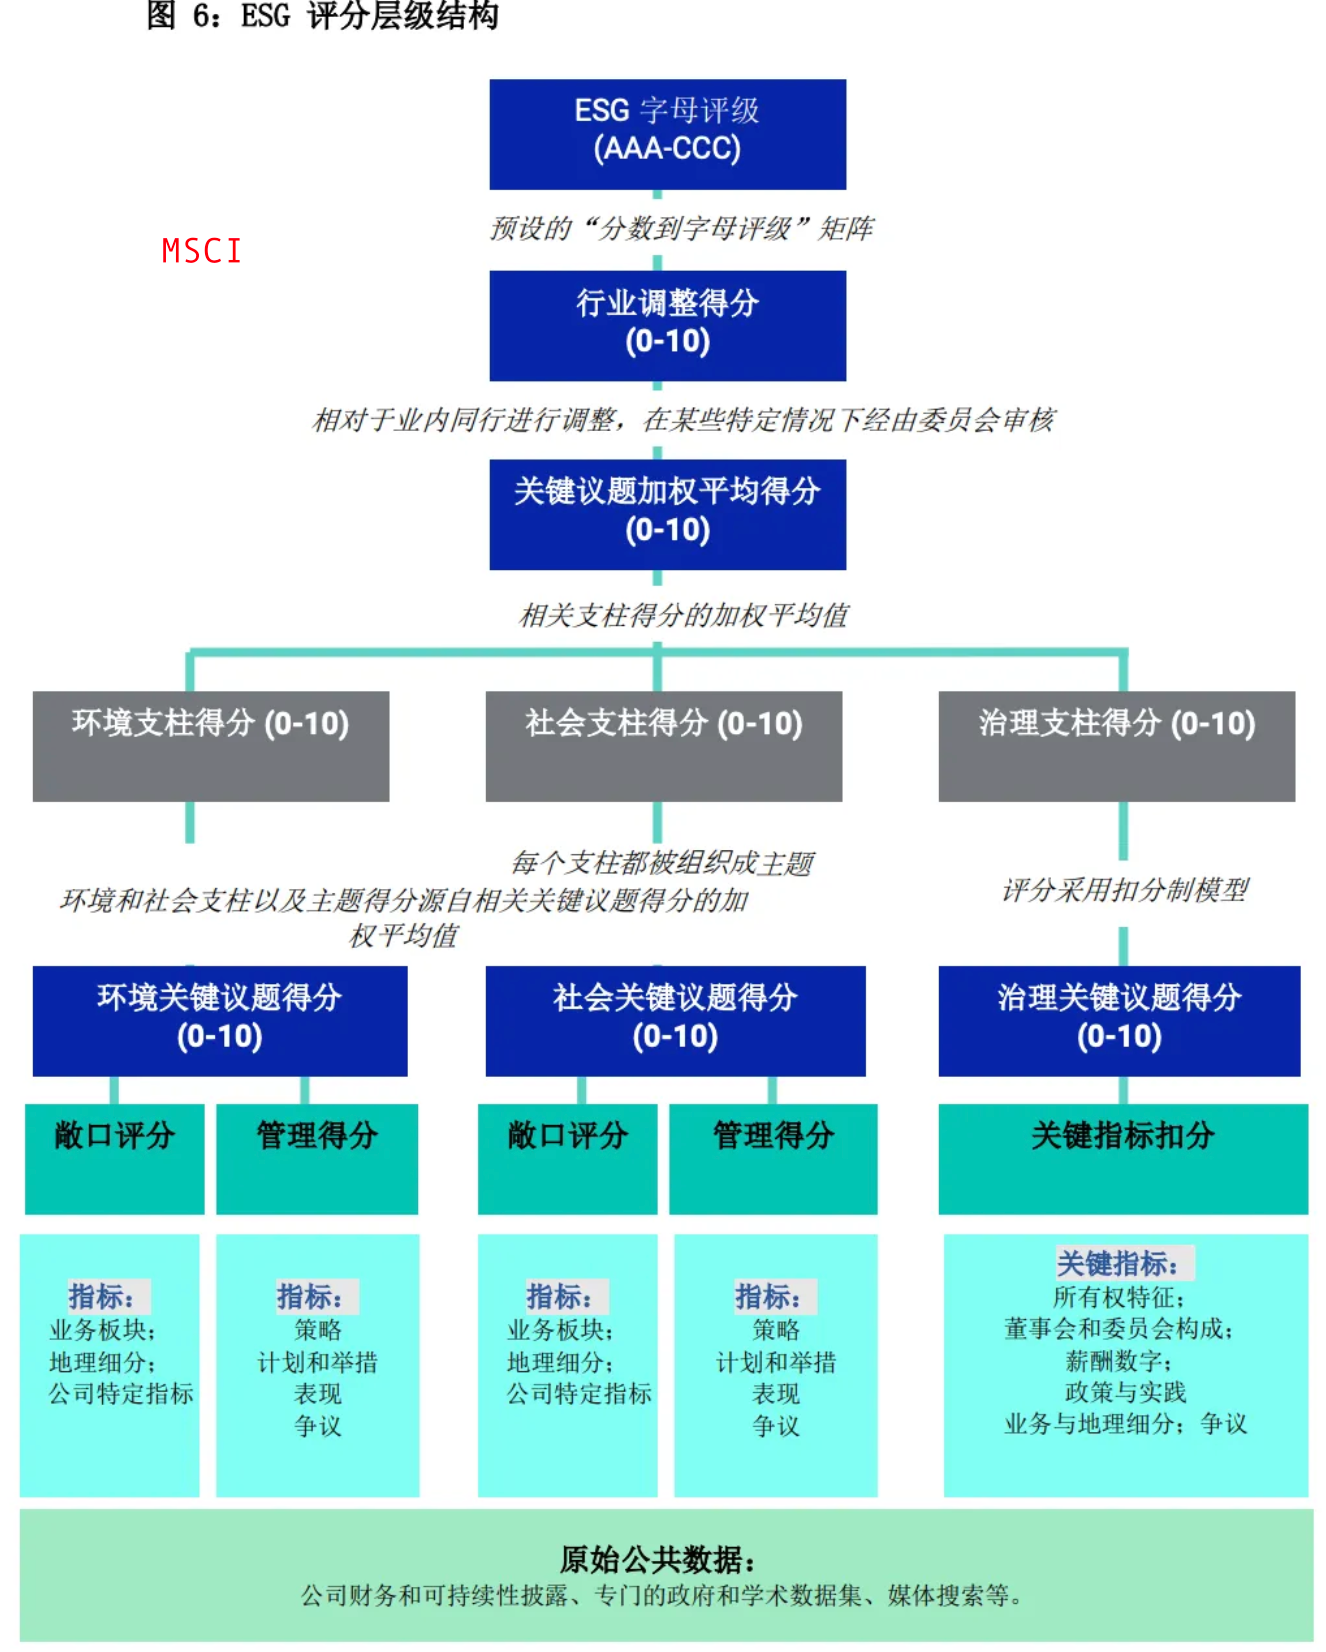 图 6：ESG 评分层级结构
ESG 字母评级
(AAA-CCC)
预设的“分数到字母评级”矩阵
MSCI
行业调整得分
(0-10)
相对于业内同行进行调整，在某些特定情况下经由委员会审核
关键议题加权平均得分
(0-10)
相关支柱得分的加权平均值
环境支柱得分 (0-10)
社会支柱得分 (0-10)
治理支柱得分 (0-10)
每个支柱都被组织成主题
环境和社会支柱以及主题得分源自相关关键议题得分的加
权平均值
评分采用扣分制模型
环境关键议题得分
(0-10)
社会关键议题得分
(0-10)
治理关键议题得分
(0-10)
敞口评分
管理得分
敞口评分
管理得分
关键指标扣分
指标：
业务板块；
地理细分；
公司特定指标
指标：
策略
计划和举措
表现
争议
指标：
业务板块；
地理细分；
公司特定指标
指标：
策略
计划和举措
表现
争议
关键指标：
所有权特征；
董事会和委员会构成；
薪酬数字；
政策与实践
业务与地理细分；争议
原始公共数据：
公司财务和可持续性披露、专门的政府和学术数据集、媒体搜索等。